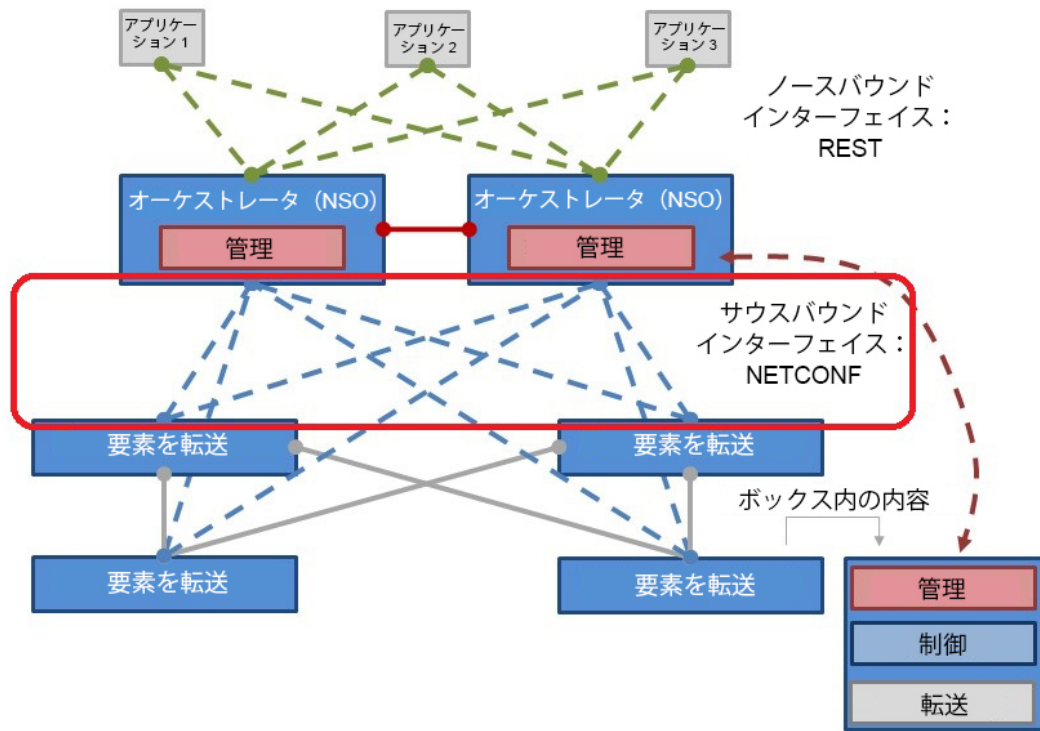 アプリケー
ション 1
アプリケー
ション 2
アプリケー
ション 3
ノースバウンド
インターフェイス：
REST
オーケストレータ（NSO）
管理
オーケストレータ（NSO）
管理
サウスバウンド
インターフェイス：
NETCONF
要素を転送
要素を転送
ボックス内の内容
要素を転送
要素を転送
管理
制御
転送